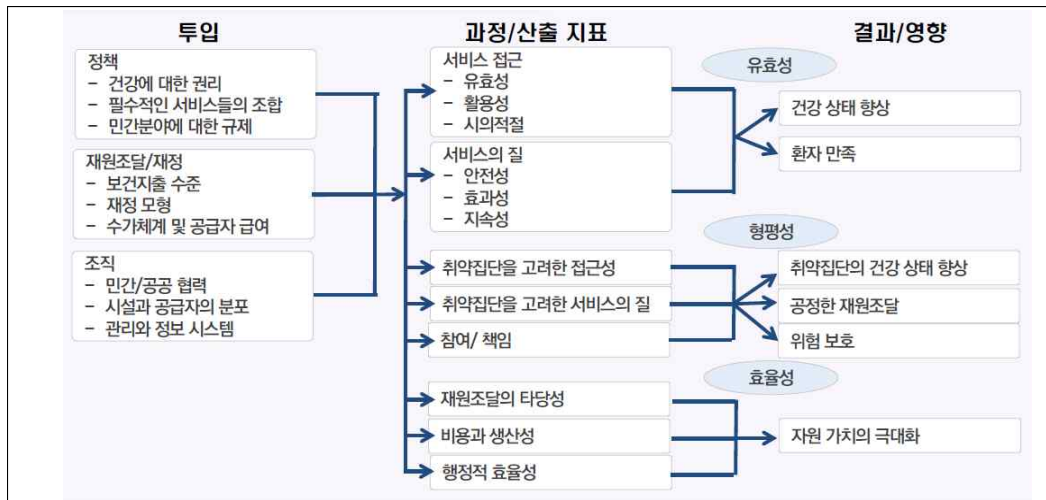 투입
정책
– 건강에 대한 권리
– 필수적인 서비스들의 조합
– 민간분야에 대한 규제
재원조달/재정
– 보건지출 수준
– 재정 모형
– 수가체계 및 공급자 급여
조직
– 민간/공공 협력
– 시설과 공급자의 분포
– 관리와 정보 시스템
과정/산출 지표
서비스 접근
– 유효성
– 활용성
– 시의적절
서비스의 질
– 안전성
– 효과성
– 지속성
취약집단을 고려한 접근성
취약집단을 고려한 서비스의 질
참여/ 책임
재원조달의 타당성
비용과 생산성
행정적 효율성
결과/영향
유효성
건강 상태 향상
환자 만족
형평성
취약집단의 건강 상태 향상
공정한 재원조달
위험 보호
효율성
자원 가치의 극대화